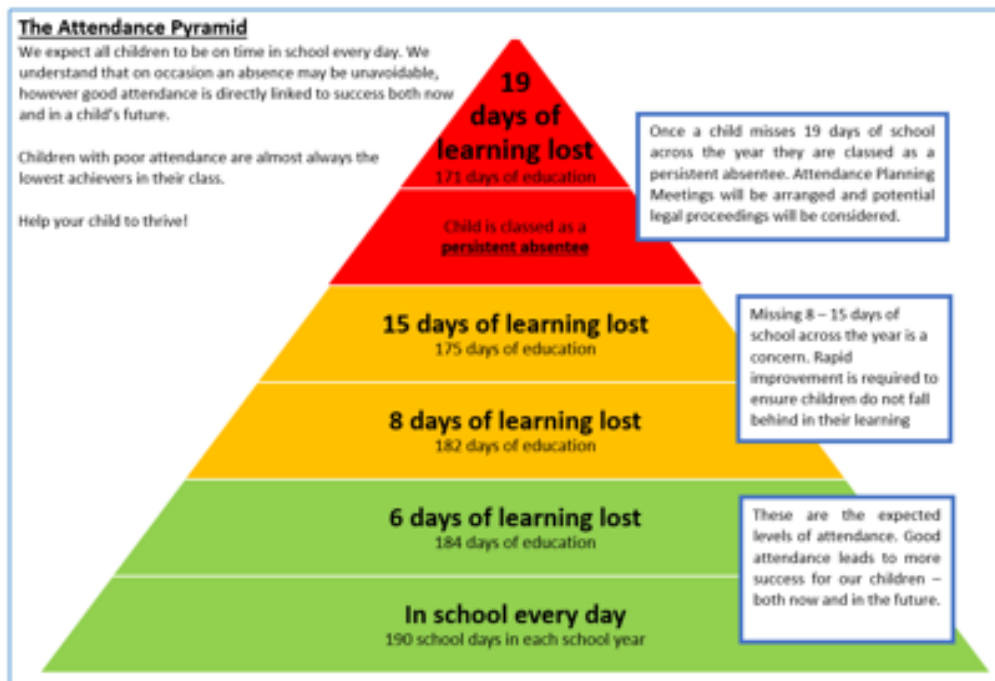 The Attendance Pyramid
We expect all children to be on time in school every day. We
understand that on occasion an absence may be unavoidable,
however good attendance is directly linked to success both now
and in a child's future.
Children with poor attendance are almost always the
lowest achievers in their class.
Help your child to thrive!
19
days of
learning lost
171 days of education
Child is classed as a
persistent absentee
Once a child misses 19 days of school
across the year they are classed as a
persistent absentee. Attendance Planning
Meetings will be arranged and potential
legal proceedings will be considered.
15 days of learning lost
175 days of education
8 days of learning lost
182 days of education
Missing 8 – 15 days of
school across the year is a
concern. Rapid
improvement is required to
ensure children do not fall
behind in their learning
6 days of learning lost
184 days of education
These are the expected
levels of attendance. Good
attendance leads to more
success for our children –
both now and in the future.
In school every day
190 school days in each school year